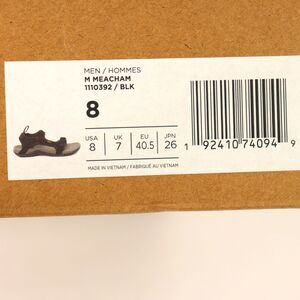 MEN / HOMMES
M MEACHAM
1110392 / BLK
8
USA UK EU JPN
8 7 40.5 26
MADE IN VIETNAM / FABRIQUÉ AU VIETNAM
1 92410 74094 9